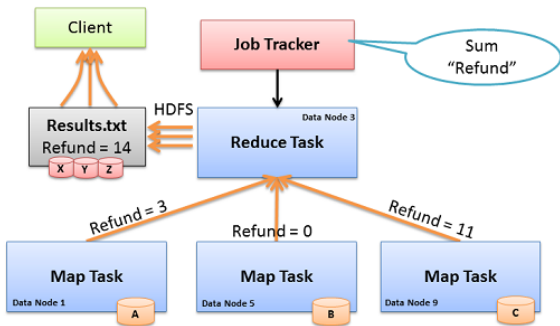 Client
Job Tracker
Sum
“Refund”
HDFS
Results.txt
Refund = 14
X Y Z
Data Node 3
Reduce Task
Refund = 3
Refund = 0
Refund = 11
Map Task
Data Node 1
A
Map Task
Data Node 5
B
Map Task
Data Node 9
C